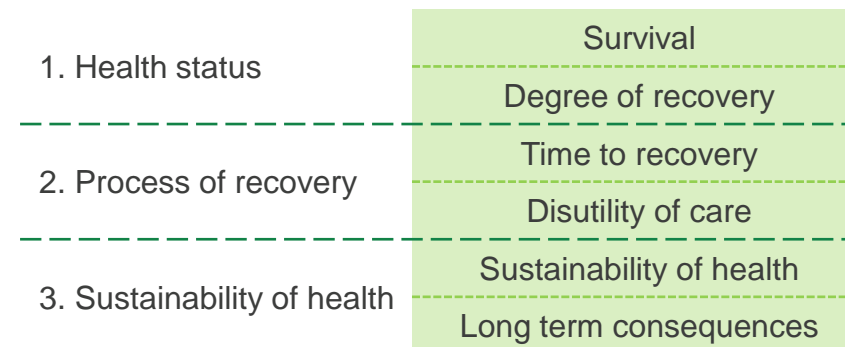 1. Health status
Survival
Degree of recovery
2. Process of recovery
Time to recovery
Disutility of care
3. Sustainability of health
Sustainability of health
Long term consequences